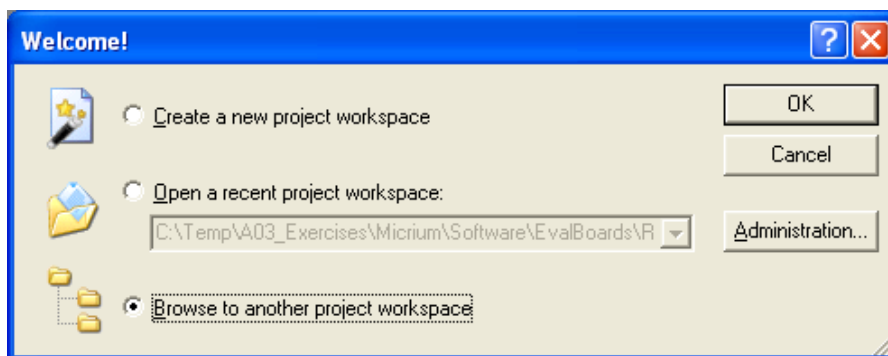 Welcome!
Create a new project workspace
OK
Cancel
Open a recent project workspace:
C:\Temp\A03_Exercises\Micrium\Software\EvalBoards\R
Administration...
Browse to another project workspace